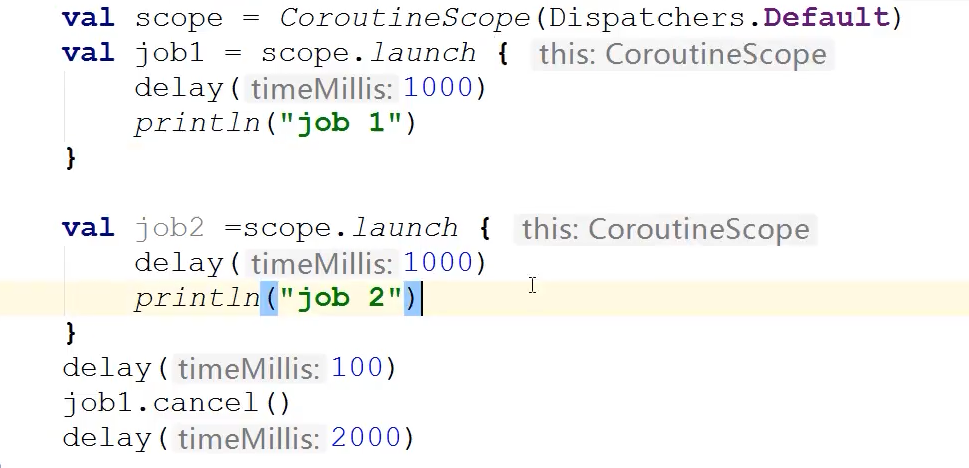 val scope = CoroutineScope(Dispatchers.Default)
val job1 = scope.launch { this: CoroutineScope
delay( timeMillis: 1000)
println("job 1")
}
val job2 =scope.launch { this: CoroutineScope
delay( timeMillis: 1000)
println("job 2")
}
delay( timeMillis: 100)
job1.cancel()
delay( timeMillis: 2000)